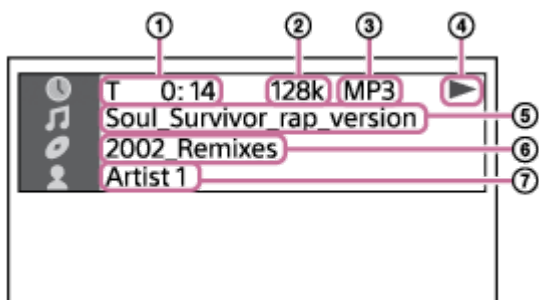 ① ② ③ ④
T 0:14 128k MP3
Soul_Survivor_rap_version ⑤
2002_Remixes ⑥
Artist 1 ⑦